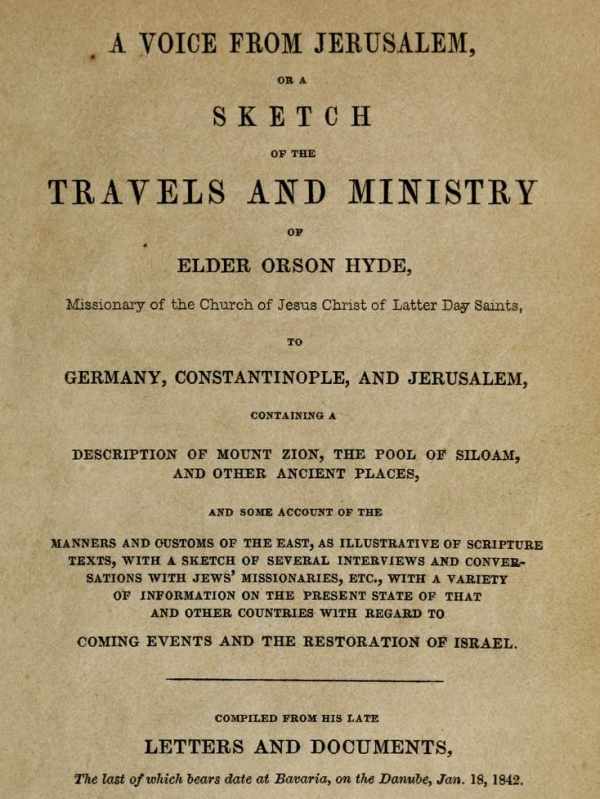 A VOICE FROM JERUSALEM,
OR A
SKETCH
OF THE
TRAVELS AND MINISTRY
OF
ELDER ORSON HYDE,
Missionary of the Church of Jesus Christ of Latter Day Saints,
TO
GERMANY, CONSTANTINOPLE, AND JERUSALEM,
CONTAINING A
DESCRIPTION OF MOUNT ZION, THE POOL OF SILOAM,
AND OTHER ANCIENT PLACES,
AND SOME ACCOUNT OF THE
MANNERS AND CUSTOMS OF THE EAST, AS ILLUSTRATIVE OF SCRIPTURE
TEXTS, WITH A SKETCH OF SEVERAL INTERVIEWS AND CONVER-
SATIONS WITH JEWS' MISSIONARIES, ETC., WITH A VARIETY
OF INFORMATION ON THE PRESENT STATE OF THAT
AND OTHER COUNTRIES WITH REGARD TO
COMING EVENTS AND THE RESTORATION OF ISRAEL.
COMPILED FROM HIS LATE
LETTERS AND DOCUMENTS,
The last of which bears date at Bavaria, on the Danube, Jan. 18, 1842.